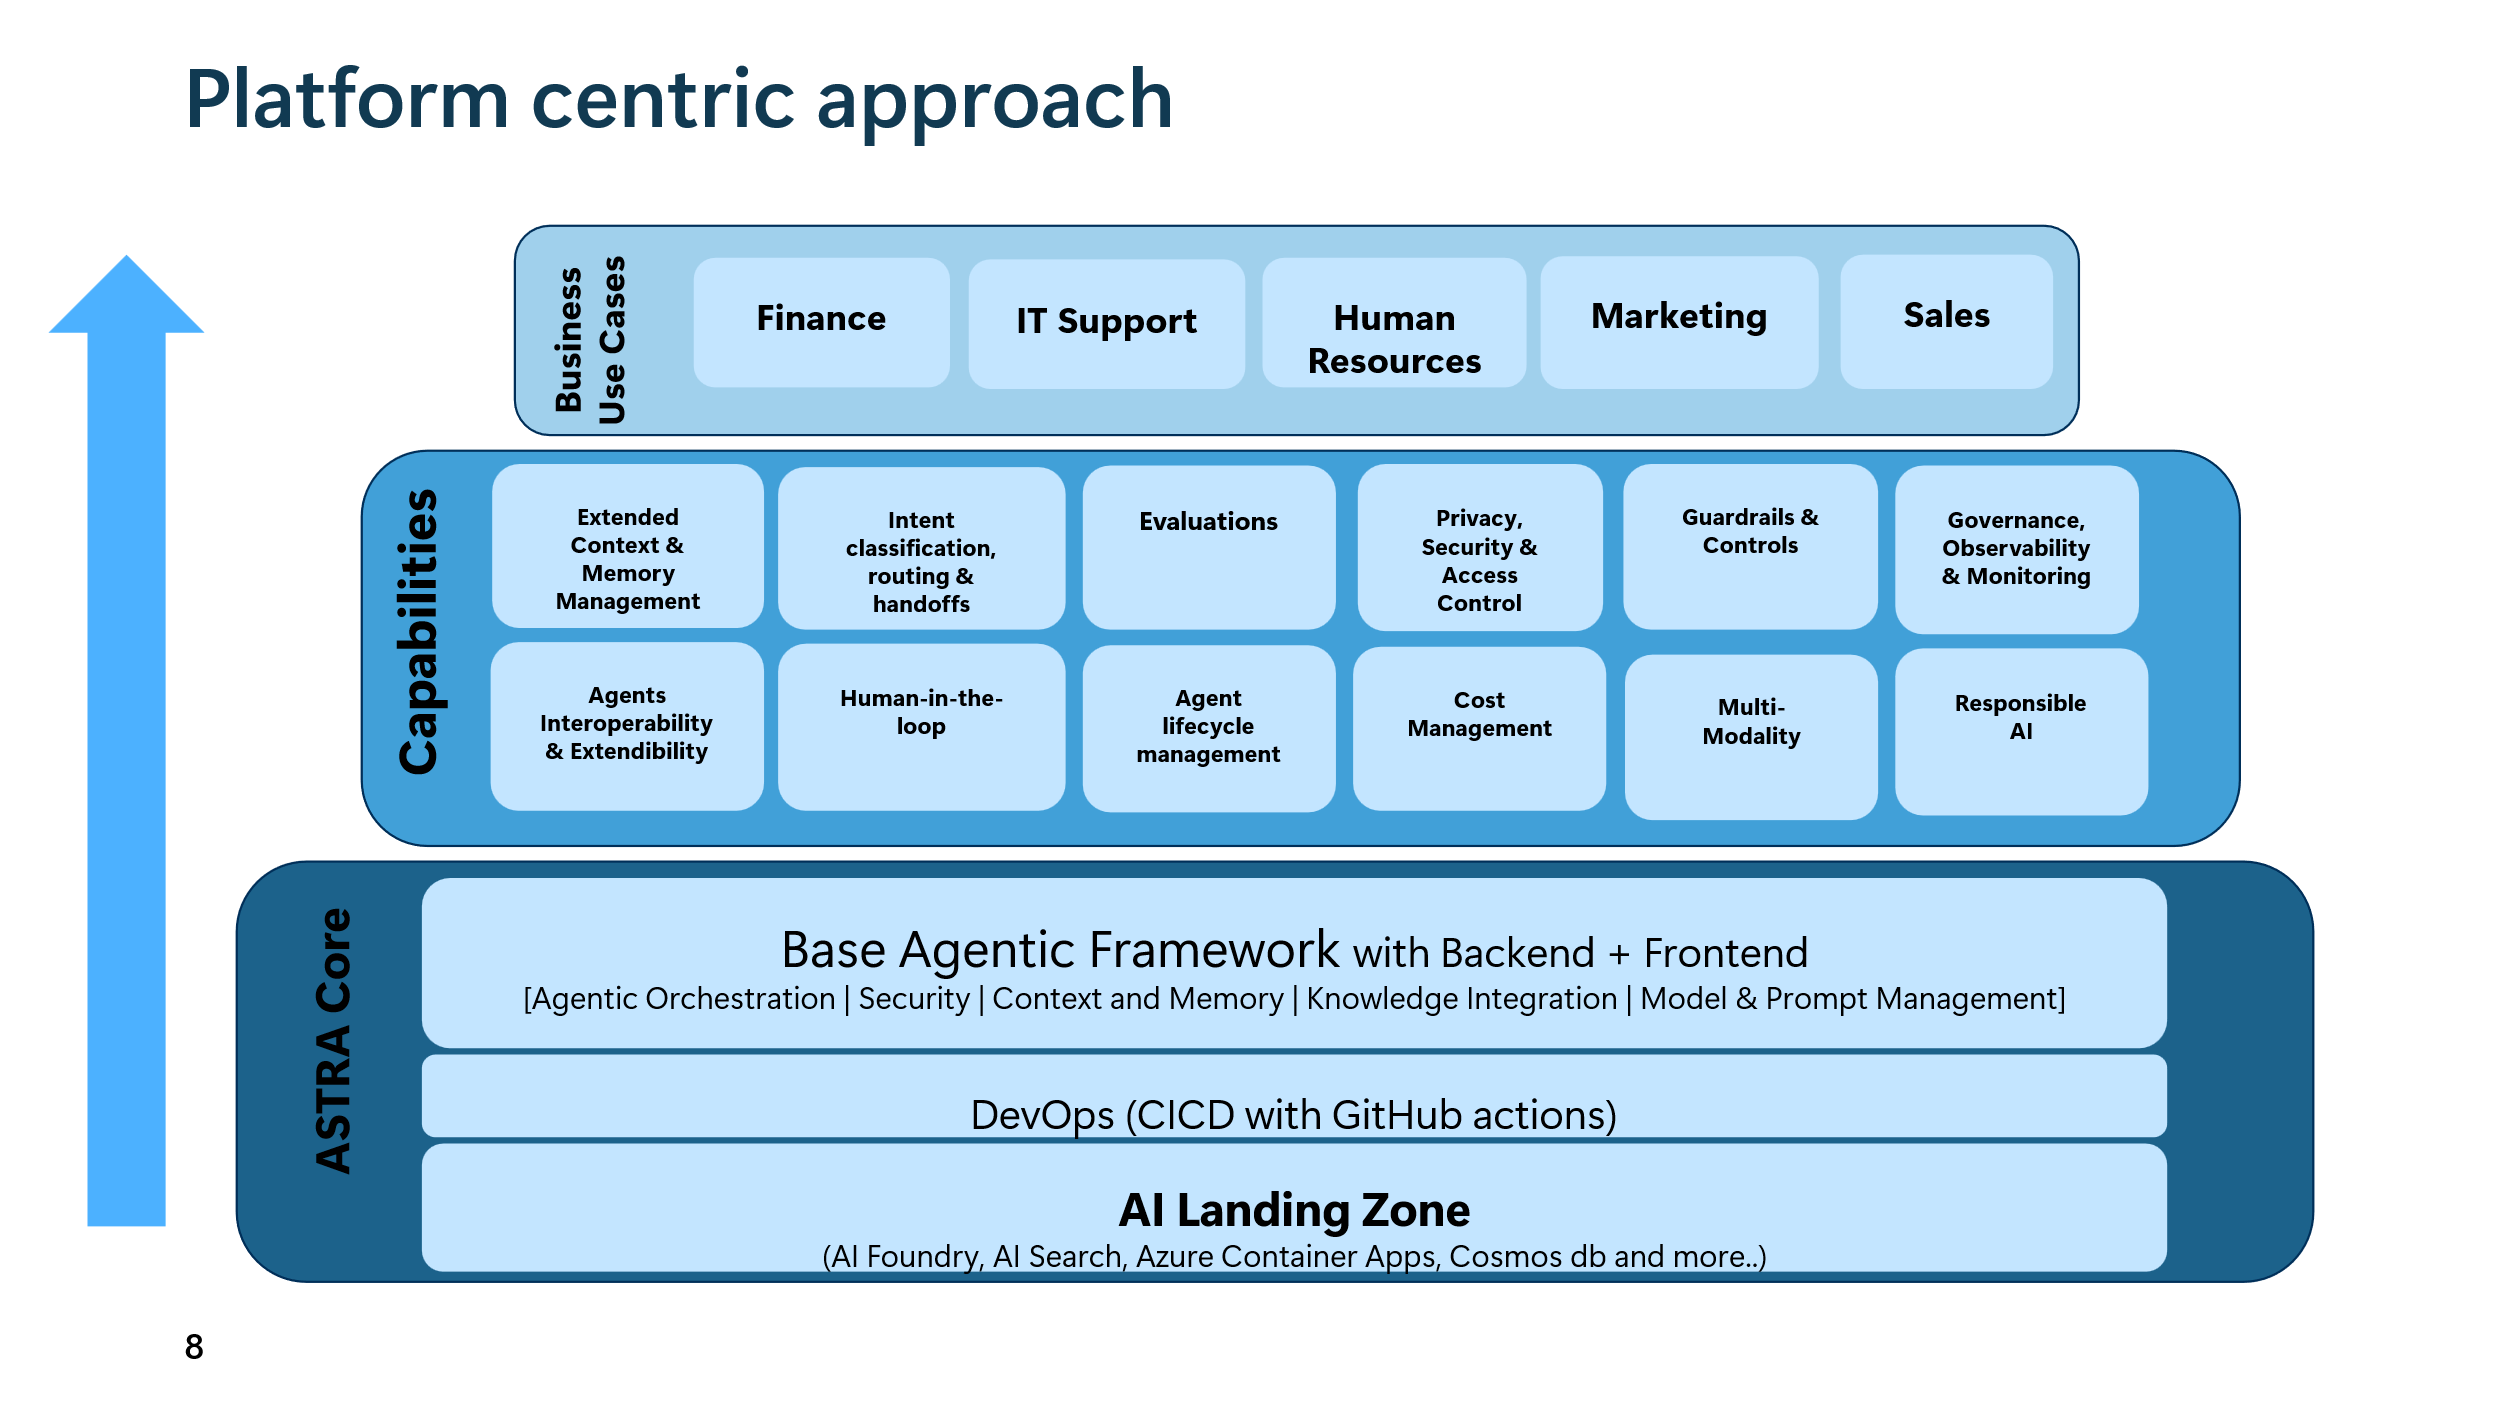 Platform centric approach
Business
Use Cases
Finance
IT Support
Human
Resources
Marketing
Sales
Capabilities
Extended
Context &
Memory
Management
Intent
classification,
routing &
handoffs
Evaluations
Privacy,
Security &
Access
Control
Guardrails &
Controls
Governance,
Observability
& Monitoring
Agents
Interoperability
& Extendibility
Human-in-the-
loop
Agent
lifecycle
management
Cost
Management
Multi-
Modality
Responsible
AI
ASTRA Core
Base Agentic Framework with Backend + Frontend
[Agentic Orchestration | Security | Context and Memory | Knowledge Integration | Model & Prompt Management]
DevOps (CICD with GitHub actions)
AI Landing Zone
(AI Foundry, AI Search, Azure Container Apps, Cosmos db and more..)
8